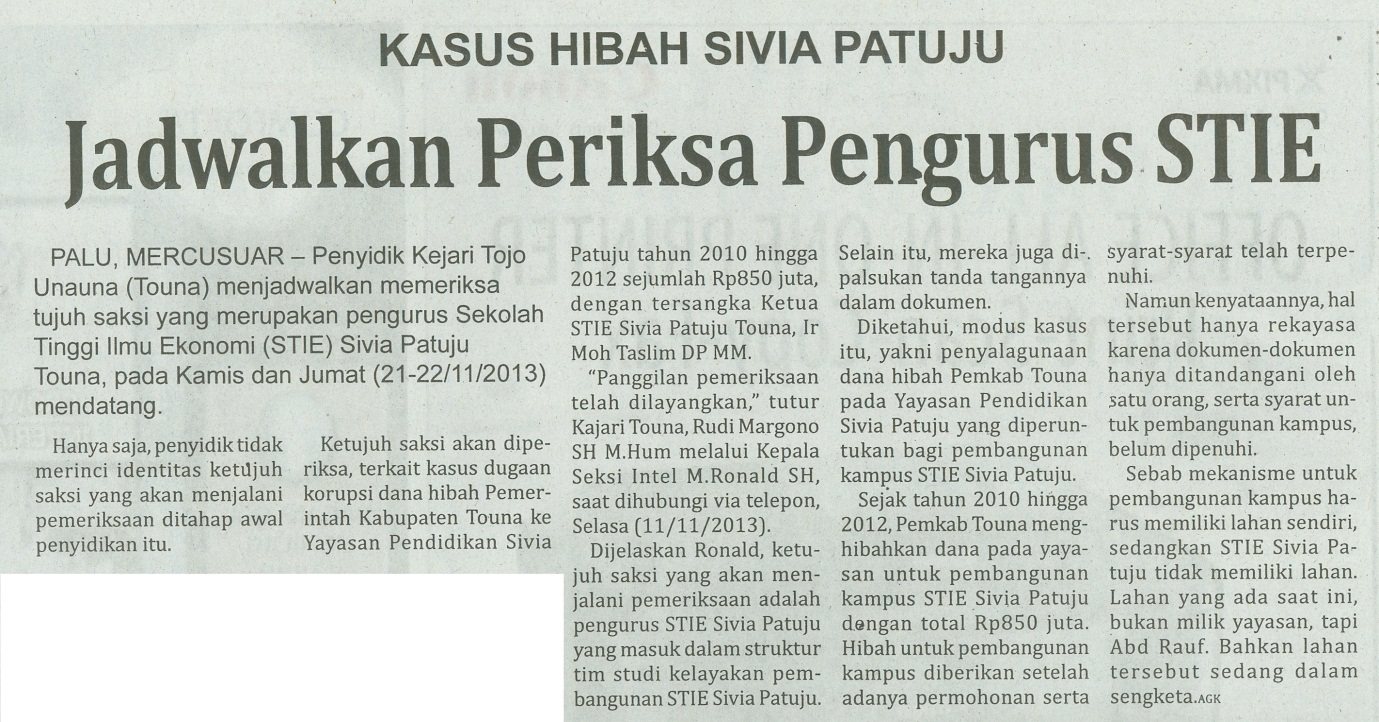 KASUS HIBAH SIVIA PATUJU
Jadwalkan Periksa Pengurus STIE
PALU, MERCUSUAR – Penyidik Kejari Tojo
Unauna (Touna) menjadwalkan memeriksa
tujuh saksi yang merupakan pengurus Sekolah
Tinggi Ilmu Ekonomi (STIE) Sivia Patuju
Touna, pada Kamis dan Jumat (21-22/11/2013)
mendatang.
Hanya saja, penyidik tidak
merinci identitas ketujuh
saksi yang akan menjalani
pemeriksaan ditahap awal
penyidikan itu.
Ketujuh saksi akan dipe-
riksa, terkait kasus dugaan
korupsi dana hibah Pemer-
intah Kabupaten Touna ke
Yayasan Pendidikan Sivia
Patuju tahun 2010 hingga
2012 sejumlah Rp850 juta,
dengan tersangka Ketua
STIE Sivia Patuju Touna, Ir
Moh Taslim DP MM.
“Panggilan pemeriksaan
telah dilayangkan,” tutur
Kajari Touna, Rudi Margono
SH M.Hum melalui Kepala
Seksi Intel M.Ronald SH,
saat dihubungi via telepon,
Selasa (11/11/2013).
Dijelaskan Ronald, ketu-
juh saksi yang akan men-
jalani pemeriksaan adalah
pengurus STIE Sivia Patuju
yang masuk dalam struktur
tim studi kelayakan pem-
bangunan STIE Sivia Patuju.
Selain itu, mereka juga di-
palsukan tanda tangannya
dalam dokumen.
Diketahui, modus kasus
itu, yakni penyalagunaan
dana hibah Pemkab Touna
pada Yayasan Pendidikan
Sivia Patuju yang diperun-
tukan bagi pembangunan
kampus STIE Sivia Patuju.
Sejak tahun 2010 hingga
2012, Pemkab Touna meng-
hibahkan dana pada yaya-
san untuk pembangunan
kampus STIE Sivia Patuju
dengan total Rp850 juta.
Hibah untuk pembangunan
kampus diberikan setelah
adanya permohonan serta
syarat-syarat telah terpe-
nuhi.
Namun kenyataannya, hal
tersebut hanya rekayasa
karena dokumen-dokumen
hanya ditandangani oleh
satu orang, serta syarat un-
tuk pembangunan kampus,
belum dipenuhi.
Sebab mekanisme untuk
pembangunan kampus ha-
rus memiliki lahan sendiri,
sedangkan STIE Sivia Pa-
tuju tidak memiliki lahan.
Lahan yang ada saat ini,
bukan milik yayasan, tapi
Abd Rauf. Bahkan lahan
tersebut sedang dalam
sengketa.AGK